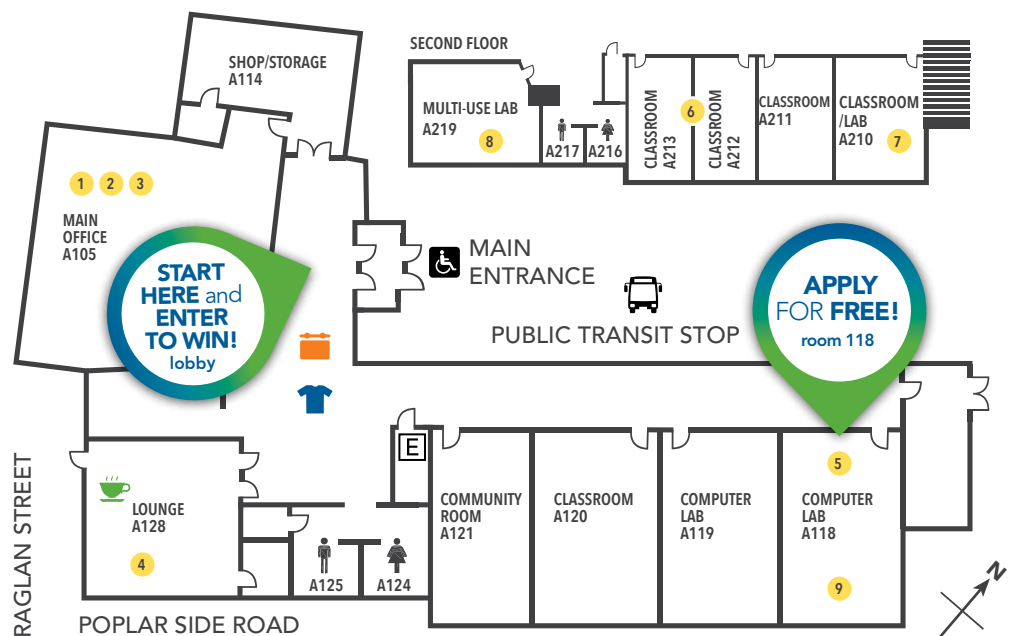 SHOP/STORAGE
A114
SECOND FLOOR
MULTI-USE LAB
A219
8
A217
A216
CLASSROOM
A213
6
CLASSROOM
A212
CLASSROOM
A211
CLASSROOM
/LAB
A210
7
1
2
3
MAIN
OFFICE
A105
START
HERE and
ENTER
TO WIN!
lobby
MAIN
ENTRANCE
PUBLIC TRANSIT STOP
APPLY
FOR FREE!
room 118
E
LOUNGE
A128
4
A125
A124
COMMUNITY
ROOM
A121
CLASSROOM
A120
COMPUTER
LAB
A119
5
COMPUTER
LAB
A118
9
RAGLAN STREET
POPLAR SIDE ROAD
N